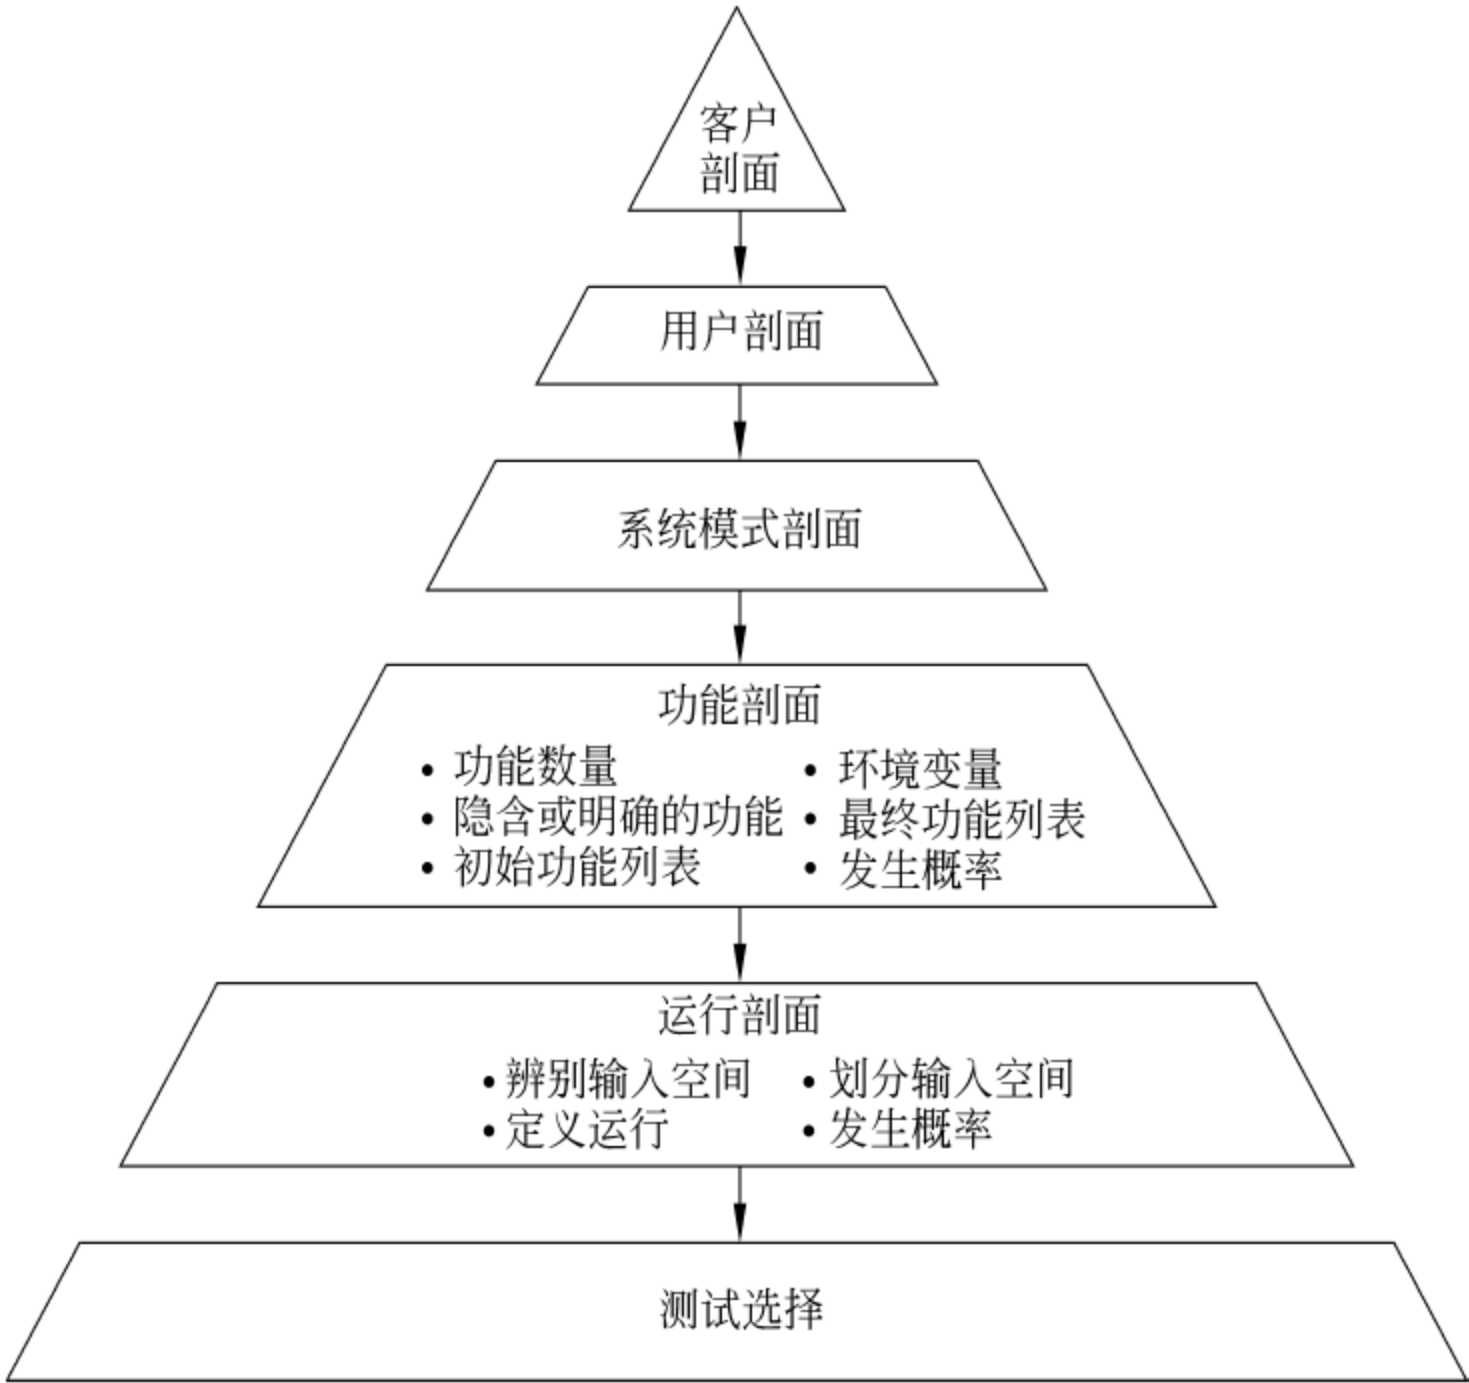 客户
剖面
用户剖面
系统模式剖面
功能剖面
• 功能数量
• 隐含或明确的功能
• 初始功能列表
• 环境变量
• 最终功能列表
• 发生概率
运行剖面
• 辨别输入空间
• 定义运行
• 划分输入空间
• 发生概率
测试选择